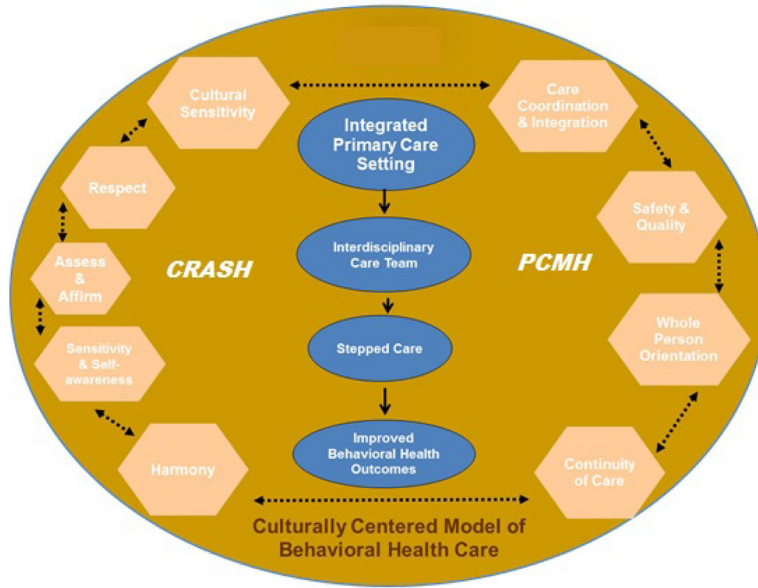 Cultural
Sensitivity
Care
Coordination
& Integration
Integrated
Primary Care
Setting
Respect
Safety &
Quality
Assess
&
Affirm
CRASH
Interdisciplinary
Care Team
PCMH
Sensitivity
& Self-
awareness
Stepped Care
Whole
Person
Orientation
Harmony
Improved
Behavioral Health
Outcomes
Continuity
of Care
Culturally Centered Model of
Behavioral Health Care